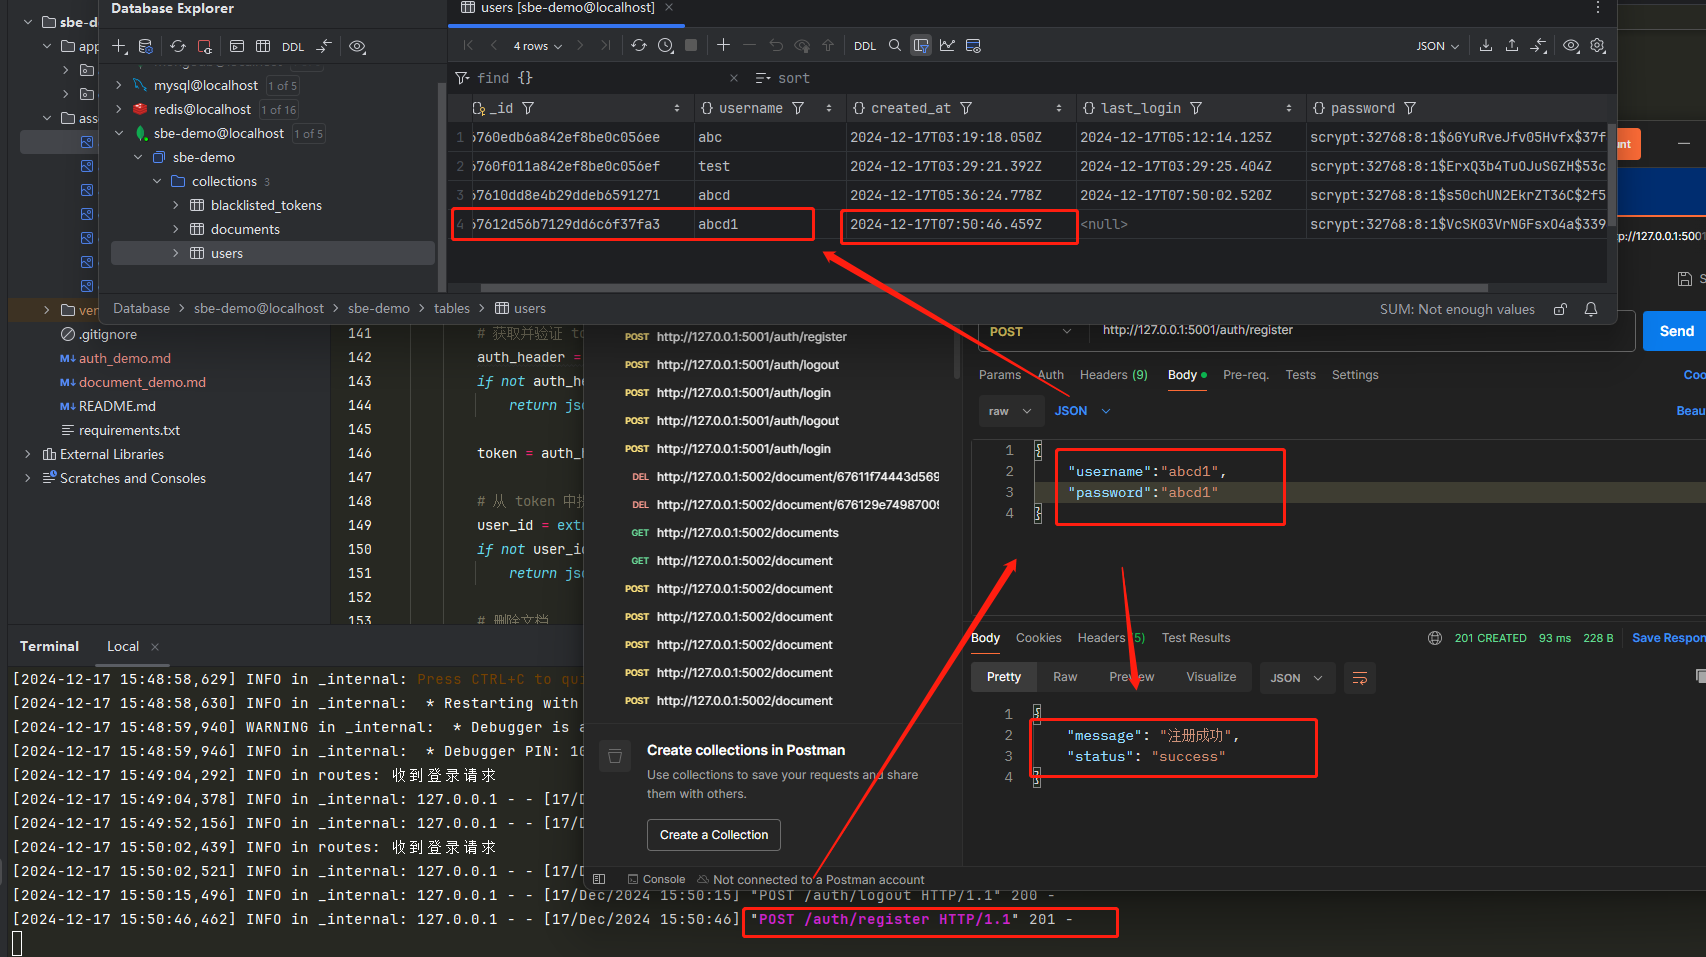 Database Explorer
users [sbe-demo@localhost]
4 rows
DDL
DDL
JSON
find {}
sort
mysql@localhost 1 of 5
redis@localhost 1 of 16
sbe-demo@localhost 1 of 5
sbe-demo
collections 3
blacklisted_tokens
documents
users
_id username created_at last_login password
1 6760edb6a842ef8be0c056ee abc 2024-12-17T03:19:18.050Z 2024-12-17T05:12:14.125Z scrypt:32768:8:1$6GYuRveJfv05Hvfx$37f
2 6760f011a842ef8be0c056ef test 2024-12-17T03:29:21.392Z 2024-12-17T03:29:25.404Z scrypt:32768:8:1$ErxQ3b4TuOJuSGZH$53c
3 67610dd8e4b29ddeb6591271 abcd 2024-12-17T05:36:24.778Z 2024-12-17T07:50:02.520Z scrypt:32768:8:1$s50chUN2EkrZT36C$2f5
4 67612d56b7129dd6c6f37fa3 abcd1 2024-12-17T07:50:46.459Z <null> scrypt:32768:8:1$VcSK03VrNGFsxO4a$339
Database > sbe-demo@localhost > sbe-demo > tables > users
SUM: Not enough values
sbe-d
app
ass
ver
.gitignore
auth_demo.md
document_demo.md
README.md
requirements.txt
External Libraries
Scratches and Consoles
141 # 获取并验证 to
142 auth_header =
143 if not auth_he
144 return jso
145
146 token = auth_h
147
148 # 从 token 中提
149 user_id = extr
150 if not user_id
151 return jso
152
153 # 删除文档
POST http://127.0.0.1:5001/auth/register
POST http://127.0.0.1:5001/auth/logout
POST http://127.0.0.1:5001/auth/login
POST http://127.0.0.1:5001/auth/logout
POST http://127.0.0.1:5001/auth/login
DEL http://127.0.0.1:5002/document/67611f74443d569
DEL http://127.0.0.1:5002/document/676129e74987009
GET http://127.0.0.1:5002/documents
GET http://127.0.0.1:5002/document
POST http://127.0.0.1:5002/document
POST http://127.0.0.1:5002/document
POST http://127.0.0.1:5002/document
POST http://127.0.0.1:5002/document
POST http://127.0.0.1:5002/document
Create collections in Postman
Use collections to save your requests and share
them with others.
Create a Collection
Console Not connected to a Postman account
nt
p://127.0.0.1:5001
S
POST http://127.0.0.1:5001/auth/register
Send
Params Auth Headers (9) Body Pre-req. Tests Settings
Coo
raw JSON
Beau
1 {
2 "username":"abcd1",
3 "password":"abcd1"
4 }
Body Cookies Headers (5) Test Results
201 CREATED 93 ms 228 B Save Respon
Pretty Raw Preview Visualize JSON
1 {
2 "message": "注册成功",
3 "status": "success"
4 }
Terminal Local
[2024-12-17 15:48:58,629] INFO in _internal: Press CTRL+C to qui
[2024-12-17 15:48:58,630] INFO in _internal: * Restarting with
[2024-12-17 15:48:59,940] WARNING in _internal: * Debugger is a
[2024-12-17 15:48:59,946] INFO in _internal: * Debugger PIN: 10
[2024-12-17 15:49:04,292] INFO in routes: 收到登录请求
[2024-12-17 15:49:04,378] INFO in _internal: 127.0.0.1 - - [17/D
[2024-12-17 15:49:52,156] INFO in _internal: 127.0.0.1 - - [17/D
[2024-12-17 15:50:02,439] INFO in routes: 收到登录请求
[2024-12-17 15:50:02,521] INFO in _internal: 127.0.0.1 - - [17/D
[2024-12-17 15:50:15,496] INFO in _internal: 127.0.0.1 - - [17/Dec/2024 15:50:15] "POST /auth/logout HTTP/1.1" 200 -
[2024-12-17 15:50:46,462] INFO in _internal: 127.0.0.1 - - [17/Dec/2024 15:50:46] "POST /auth/register HTTP/1.1" 201 -